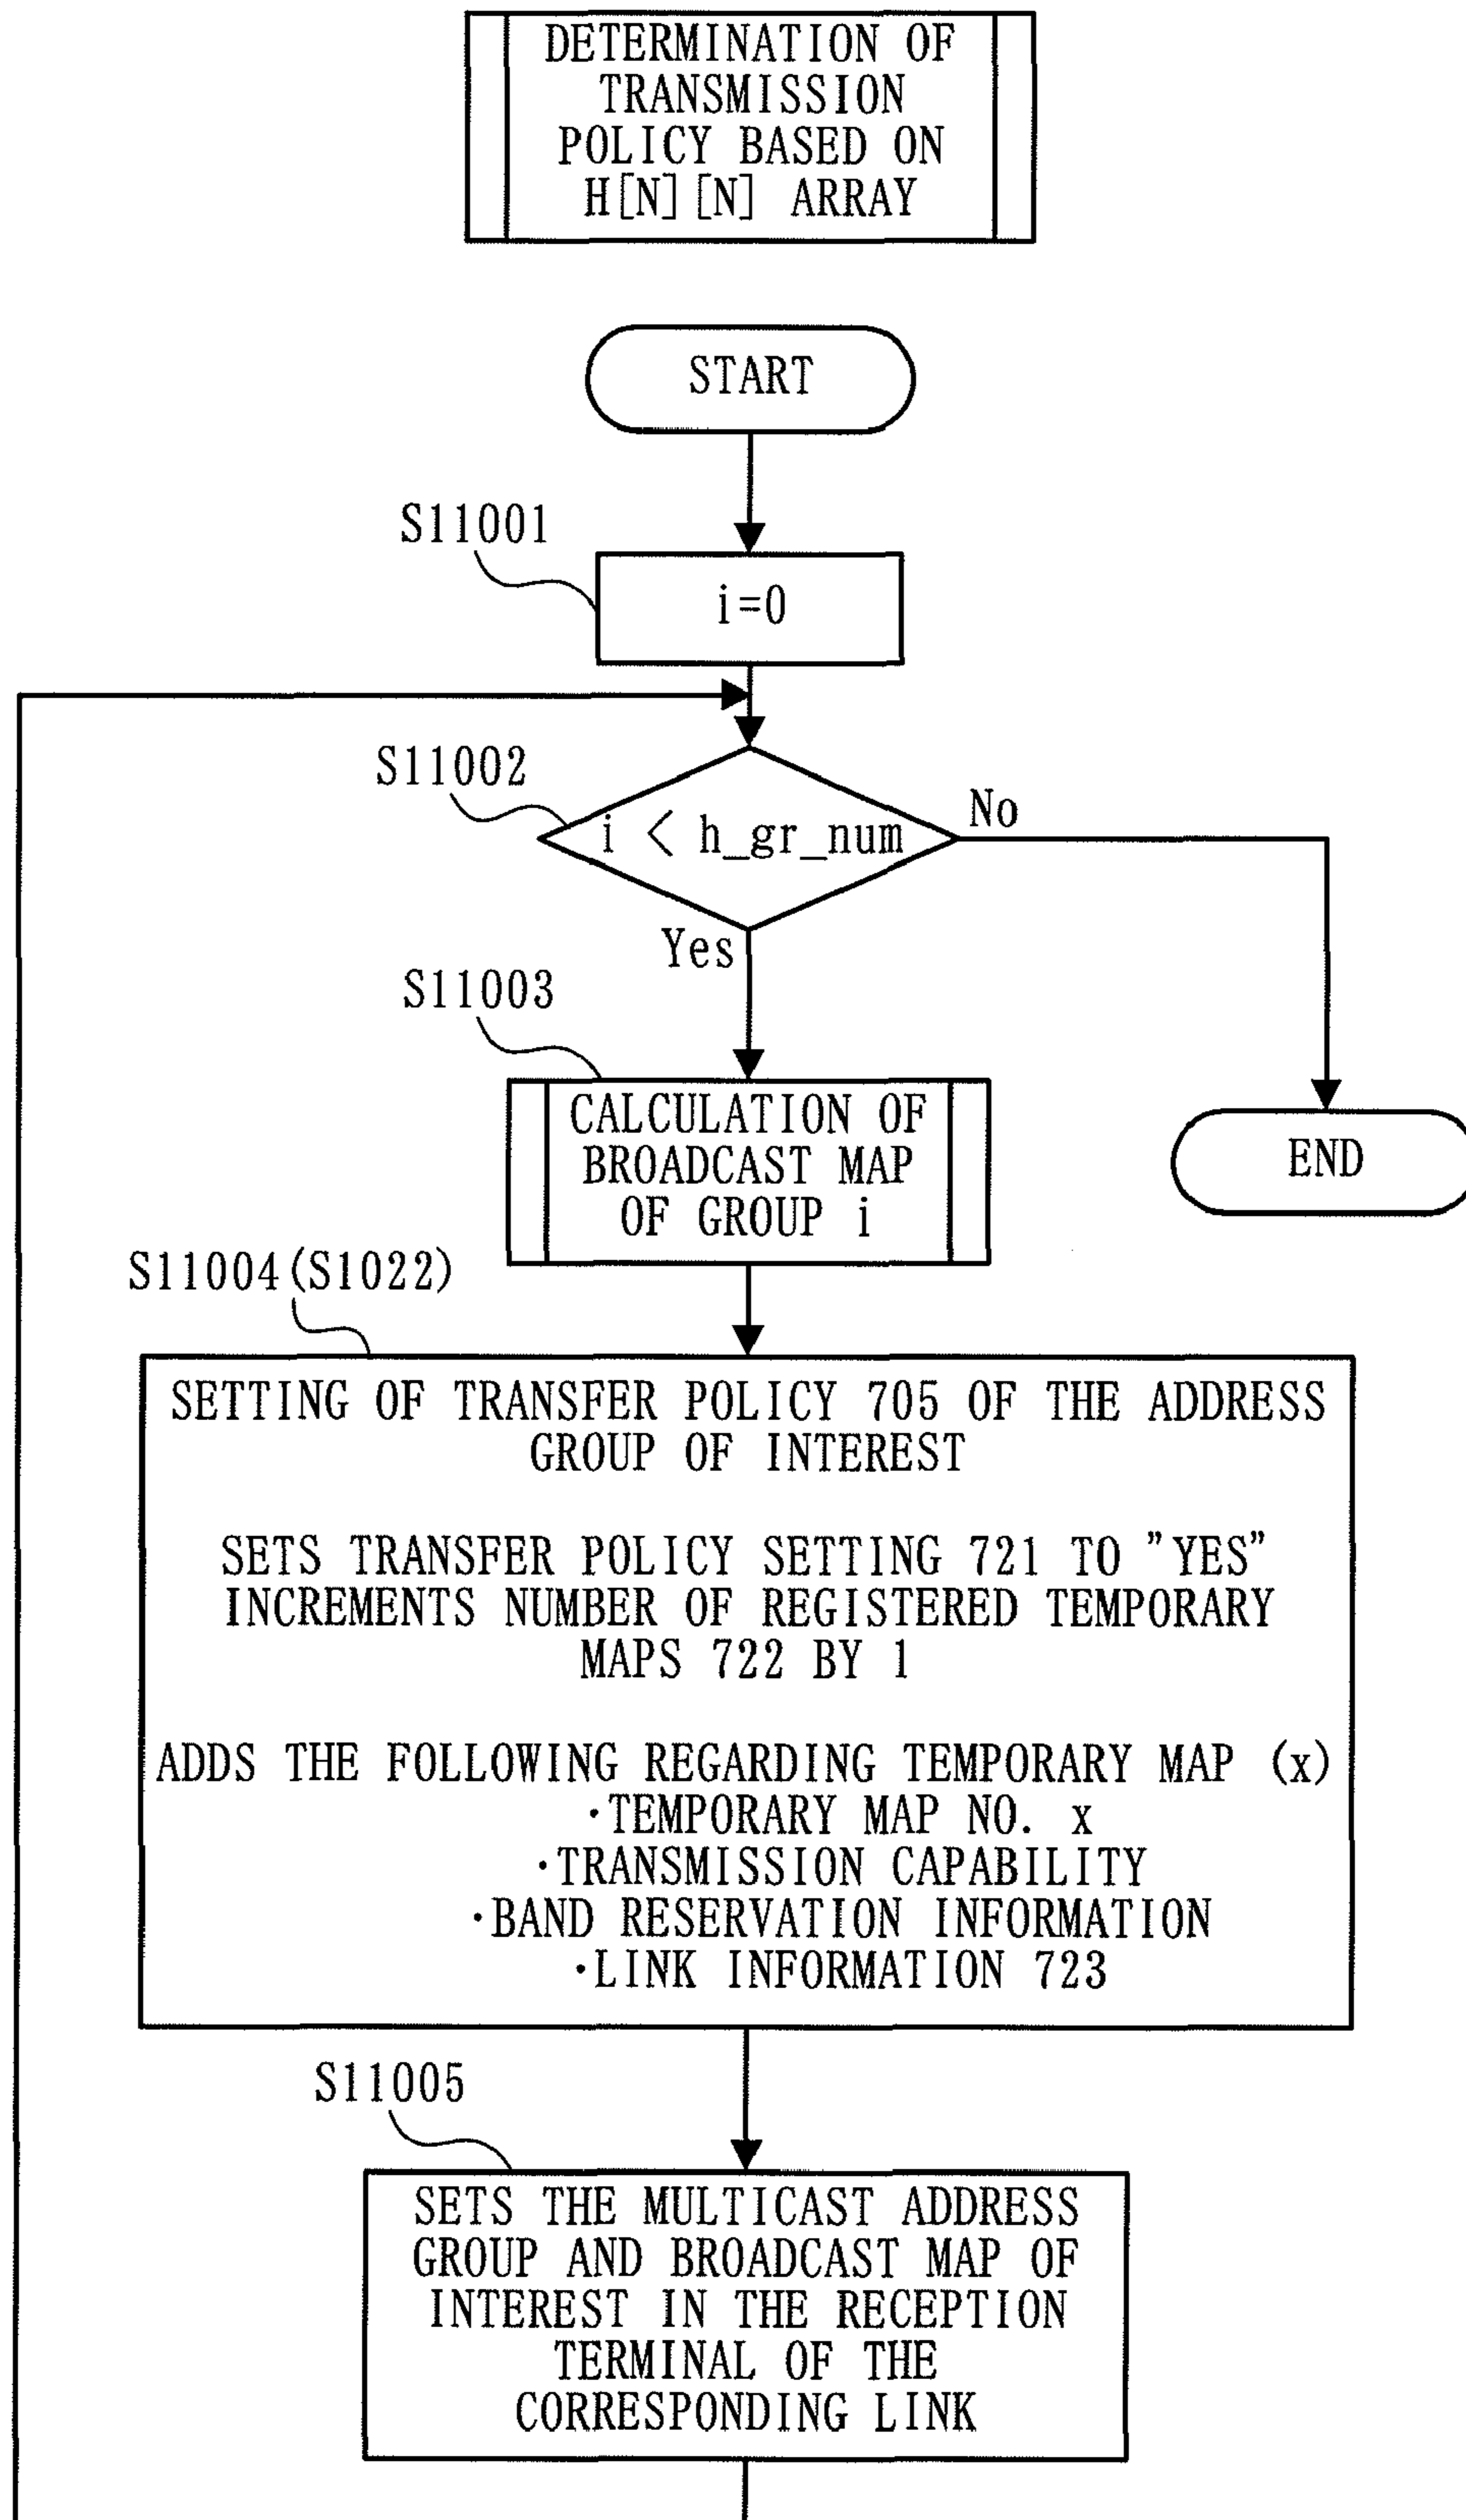 DETERMINATION OF
TRANSMISSION
POLICY BASED ON
H[N][N] ARRAY
START
S11001
i=0
S11002
i < h_gr_num
No
Yes
S11003
CALCULATION OF
BROADCAST MAP
OF GROUP i
END
S11004(S1022)
SETTING OF TRANSFER POLICY 705 OF THE ADDRESS
GROUP OF INTEREST
SETS TRANSFER POLICY SETTING 721 TO "YES"
INCREMENTS NUMBER OF REGISTERED TEMPORARY
MAPS 722 BY 1
ADDS THE FOLLOWING REGARDING TEMPORARY MAP (x)
·TEMPORARY MAP NO. x
·TRANSMISSION CAPABILITY
·BAND RESERVATION INFORMATION
·LINK INFORMATION 723
S11005
SETS THE MULTICAST ADDRESS
GROUP AND BROADCAST MAP OF
INTEREST IN THE RECEPTION
TERMINAL OF THE
CORRESPONDING LINK